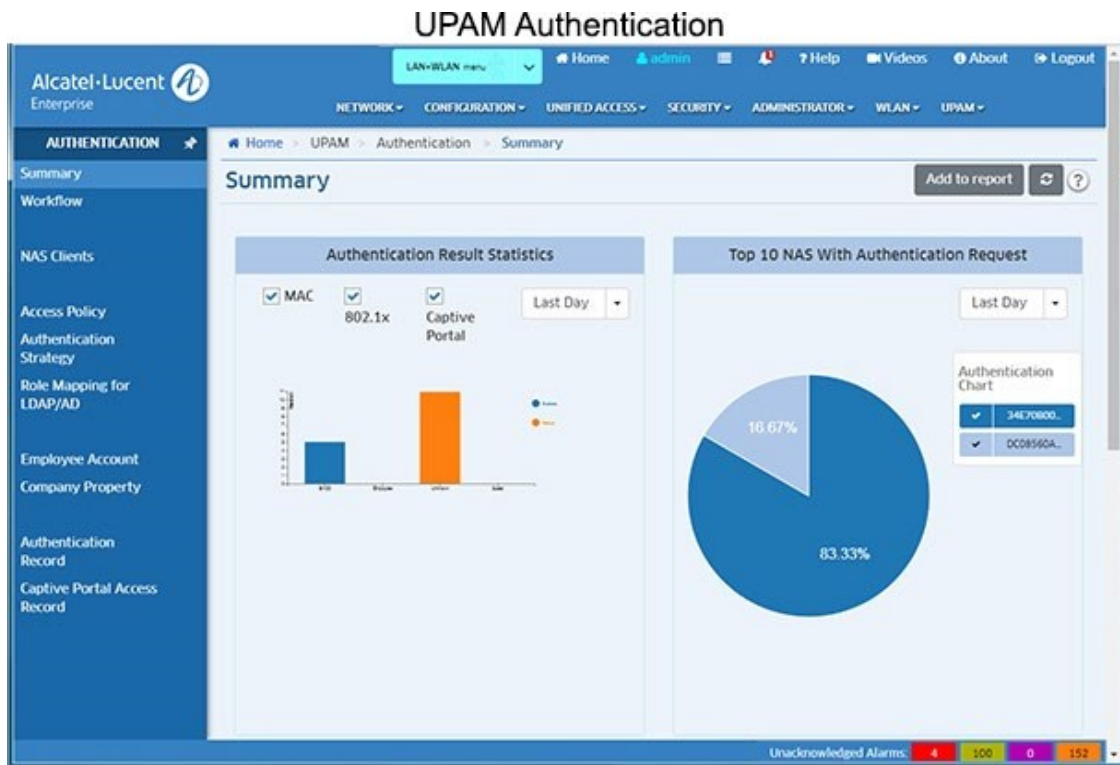 UPAM Authentication
Alcatel·Lucent
Enterprise
LAN+WLAN menu
Home
admin
1
? Help
Videos
About
Logout
NETWORK
CONFIGURATION
UNIFIED ACCESS
SECURITY
ADMINISTRATOR
WLAN
UPAM
AUTHENTICATION
Home > UPAM > Authentication > Summary
Summary
Workflow
NAS Clients
Access Policy
Authentication
Strategy
Role Mapping for
LDAP/AD
Employee Account
Company Property
Authentication
Record
Captive Portal Access
Record
Summary
Add to report
?
Authentication Result Statistics
MAC
802.1x
Captive
Portal
Last Day
Top 10 NAS With Authentication Request
Last Day
Authentication
Chart
34E70B00..
DC08560A..
16.67%
83.33%
Unacknowledged Alarms: 4 100 0 152